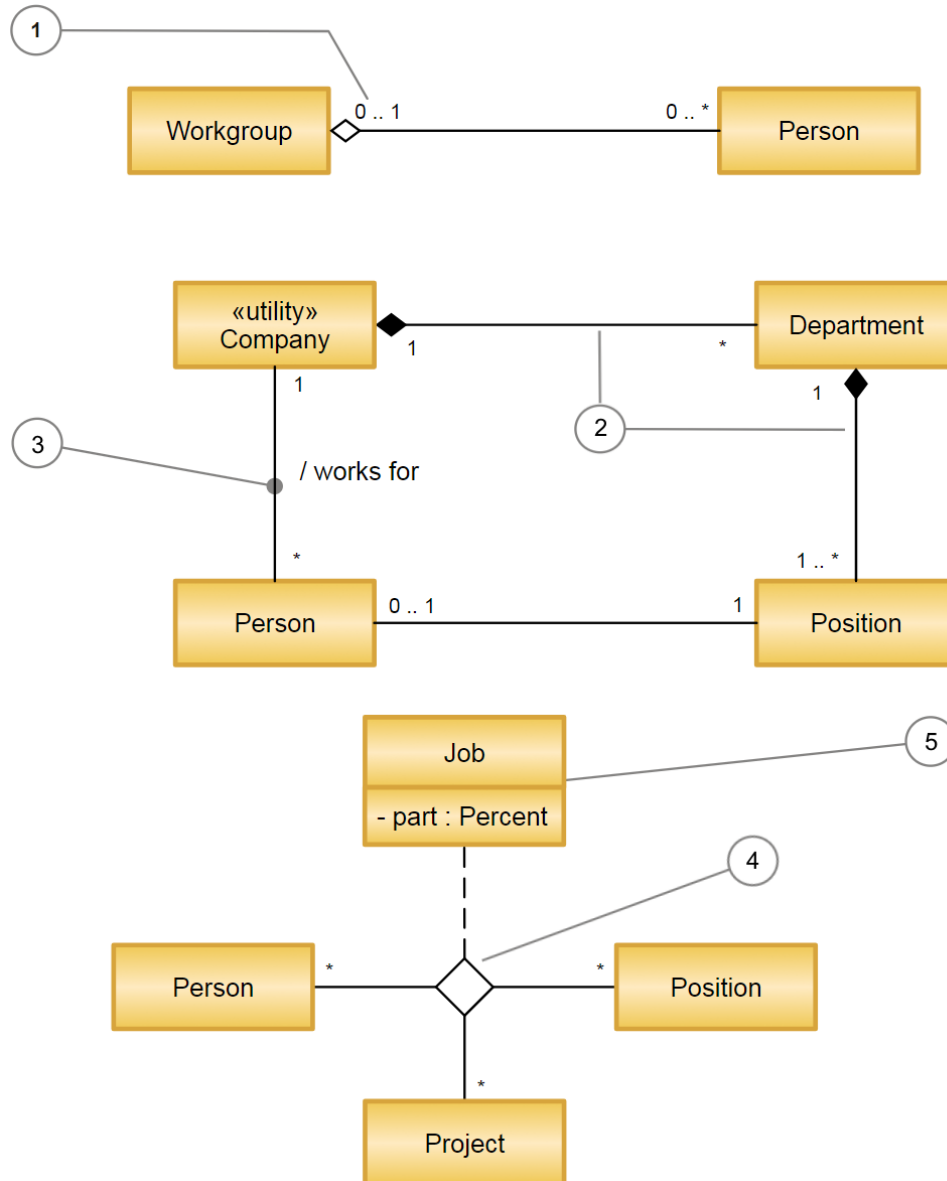 1
0 .. 1
0 .. *
Workgroup
Person
«utility»
Company
Department
1
*
1
1
2
3
/ works for
*
1 .. *
0 .. 1
1
Person
Position
Job
5
- part : Percent
4
*
*
Person
Position
*
Project